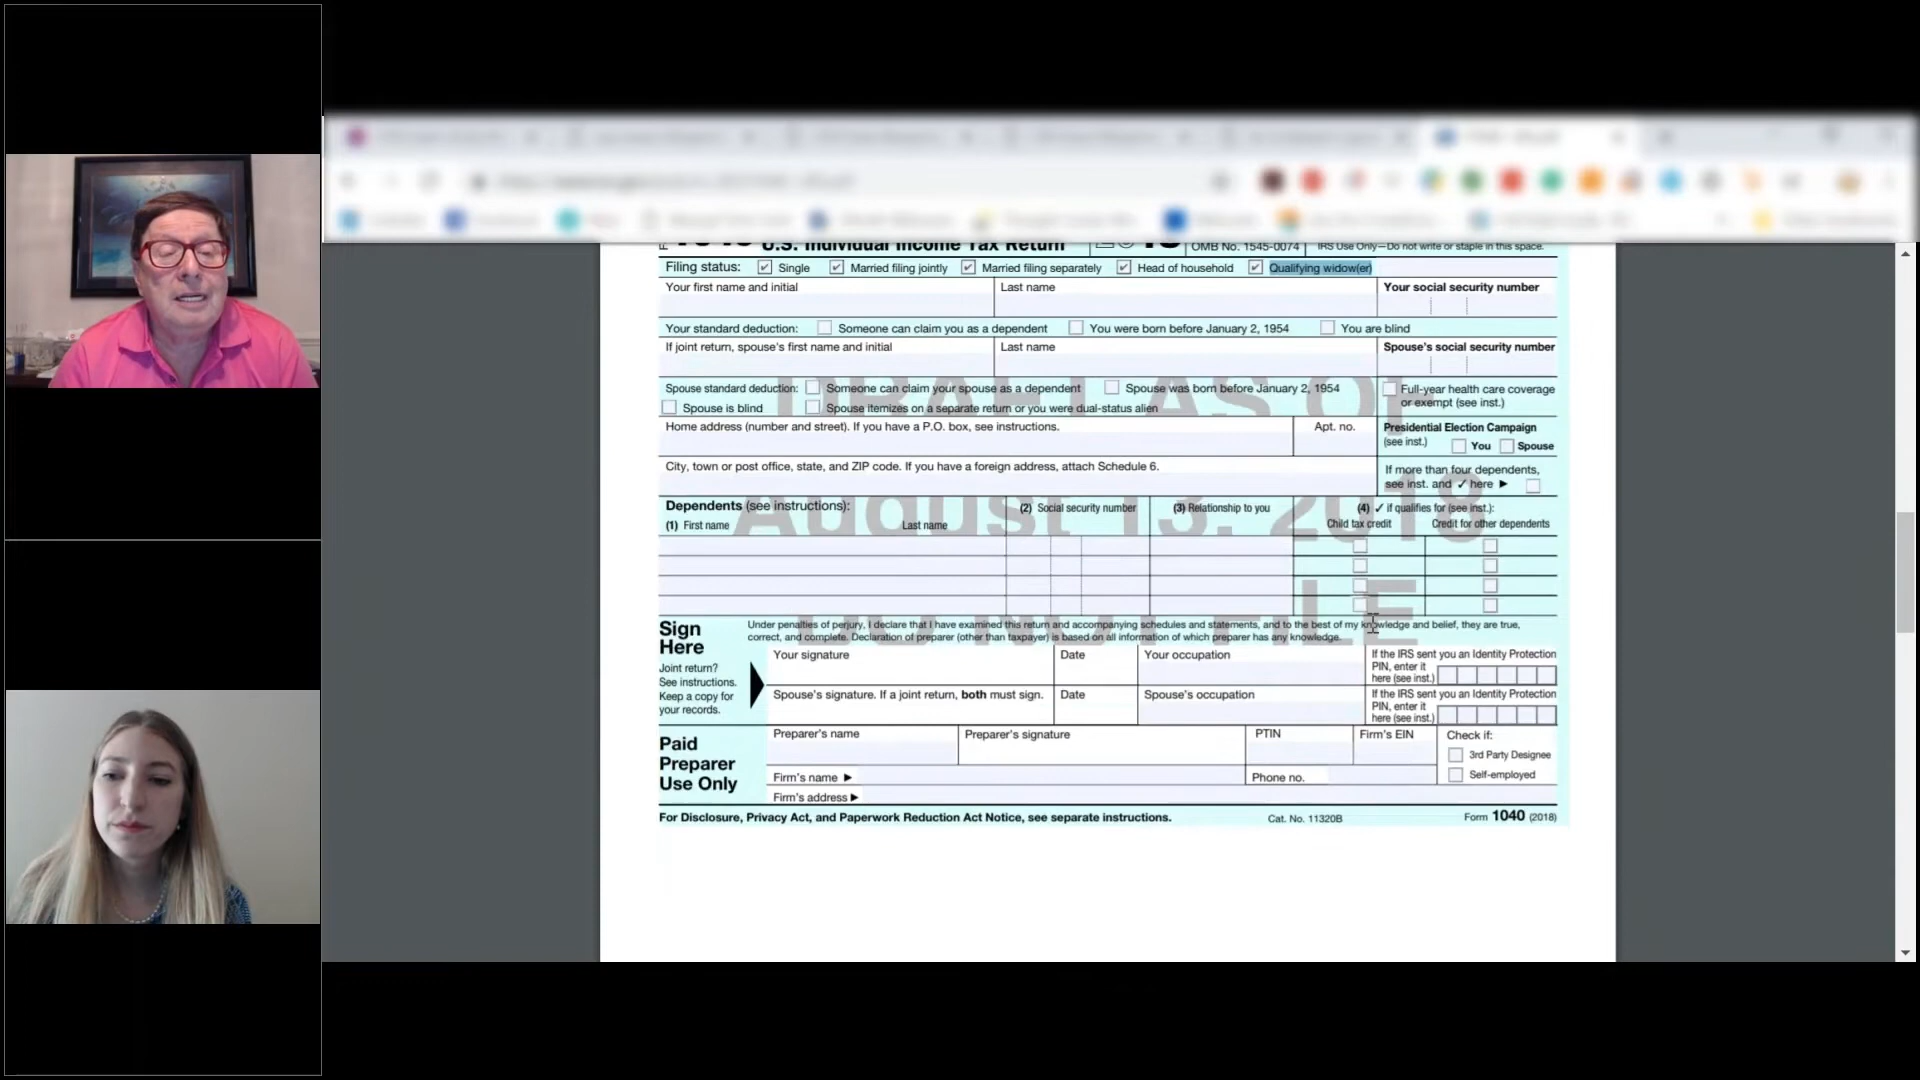 1040 U.S. Individual Income Tax Return 2018 OMB No. 1545-0074 IRS Use Only—Do not write or staple in this space.
Filing status: Single Married filing jointly Married filing separately Head of household Qualifying widow(er)
Your first name and initial Last name Your social security number
Your standard deduction: Someone can claim you as a dependent You were born before January 2, 1954 You are blind
If joint return, spouse's first name and initial Last name Spouse's social security number
Spouse standard deduction: Someone can claim your spouse as a dependent Spouse was born before January 2, 1954 Full-year health care coverage
Spouse is blind Spouse itemizes on a separate return or you were dual-status alien or exempt (see inst.)
DRAFT AS OF
Home address (number and street). If you have a P.O. box, see instructions. Apt. no. Presidential Election Campaign
(see inst.) You Spouse
City, town or post office, state, and ZIP code. If you have a foreign address, attach Schedule 6. If more than four dependents,
see inst. and ✓ here ►
August 13, 2018
Dependents (see instructions): (2) Social security number (3) Relationship to you (4) ✓ if qualifies for (see inst.):
(1) First name Last name Child tax credit Credit for other dependents
DO NOT FILE
Sign
Here
Joint return?
See instructions.
Keep a copy for
your records.
Under penalties of perjury, I declare that I have examined this return and accompanying schedules and statements, and to the best of my knowledge and belief, they are true,
correct, and complete. Declaration of preparer (other than taxpayer) is based on all information of which preparer has any knowledge.
Your signature Date Your occupation If the IRS sent you an Identity Protection
PIN, enter it
here (see inst.)
Spouse's signature. If a joint return, both must sign. Date Spouse's occupation If the IRS sent you an Identity Protection
PIN, enter it
here (see inst.)
Paid
Preparer
Use Only
Preparer's name Preparer's signature PTIN Firm's EIN Check if:
3rd Party Designee
Firm's name ► Phone no. Self-employed
Firm's address ►
For Disclosure, Privacy Act, and Paperwork Reduction Act Notice, see separate instructions. Cat. No. 11320B Form 1040 (2018)